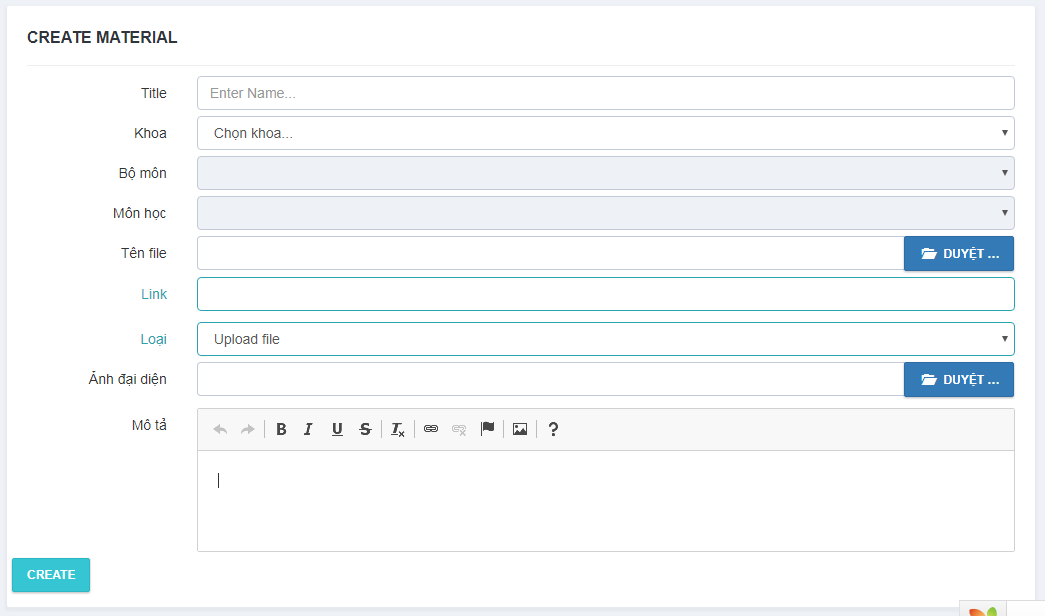 CREATE MATERIAL
Title
Enter Name...
Khoa
Chọn khoa...
Bộ môn
Môn học
Tên file
DUYỆT ...
Link
Loại
Upload file
Ảnh đại diện
DUYỆT ...
Mô tả
B I U S Ix ?
CREATE